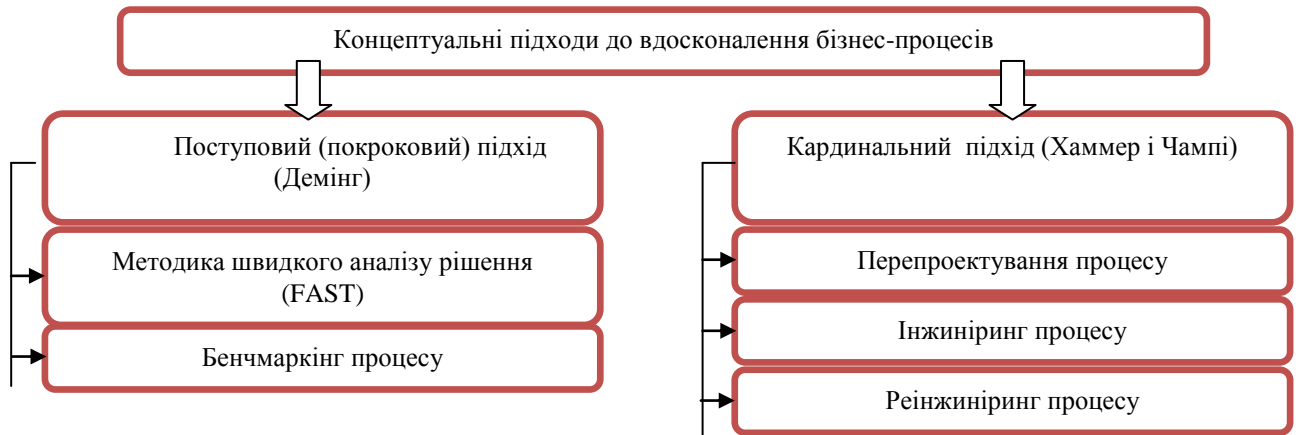 Концептуальні підходи до вдосконалення бізнес-процесів
Поступовий (покроковий) підхід
(Демінг)
Методика швидкого аналізу рішення
(FAST)
Бенчмаркінг процесу
Кардинальний підхід (Хаммер і Чампі)
Перепроектування процесу
Інжиніринг процесу
Реінжиніринг процесу